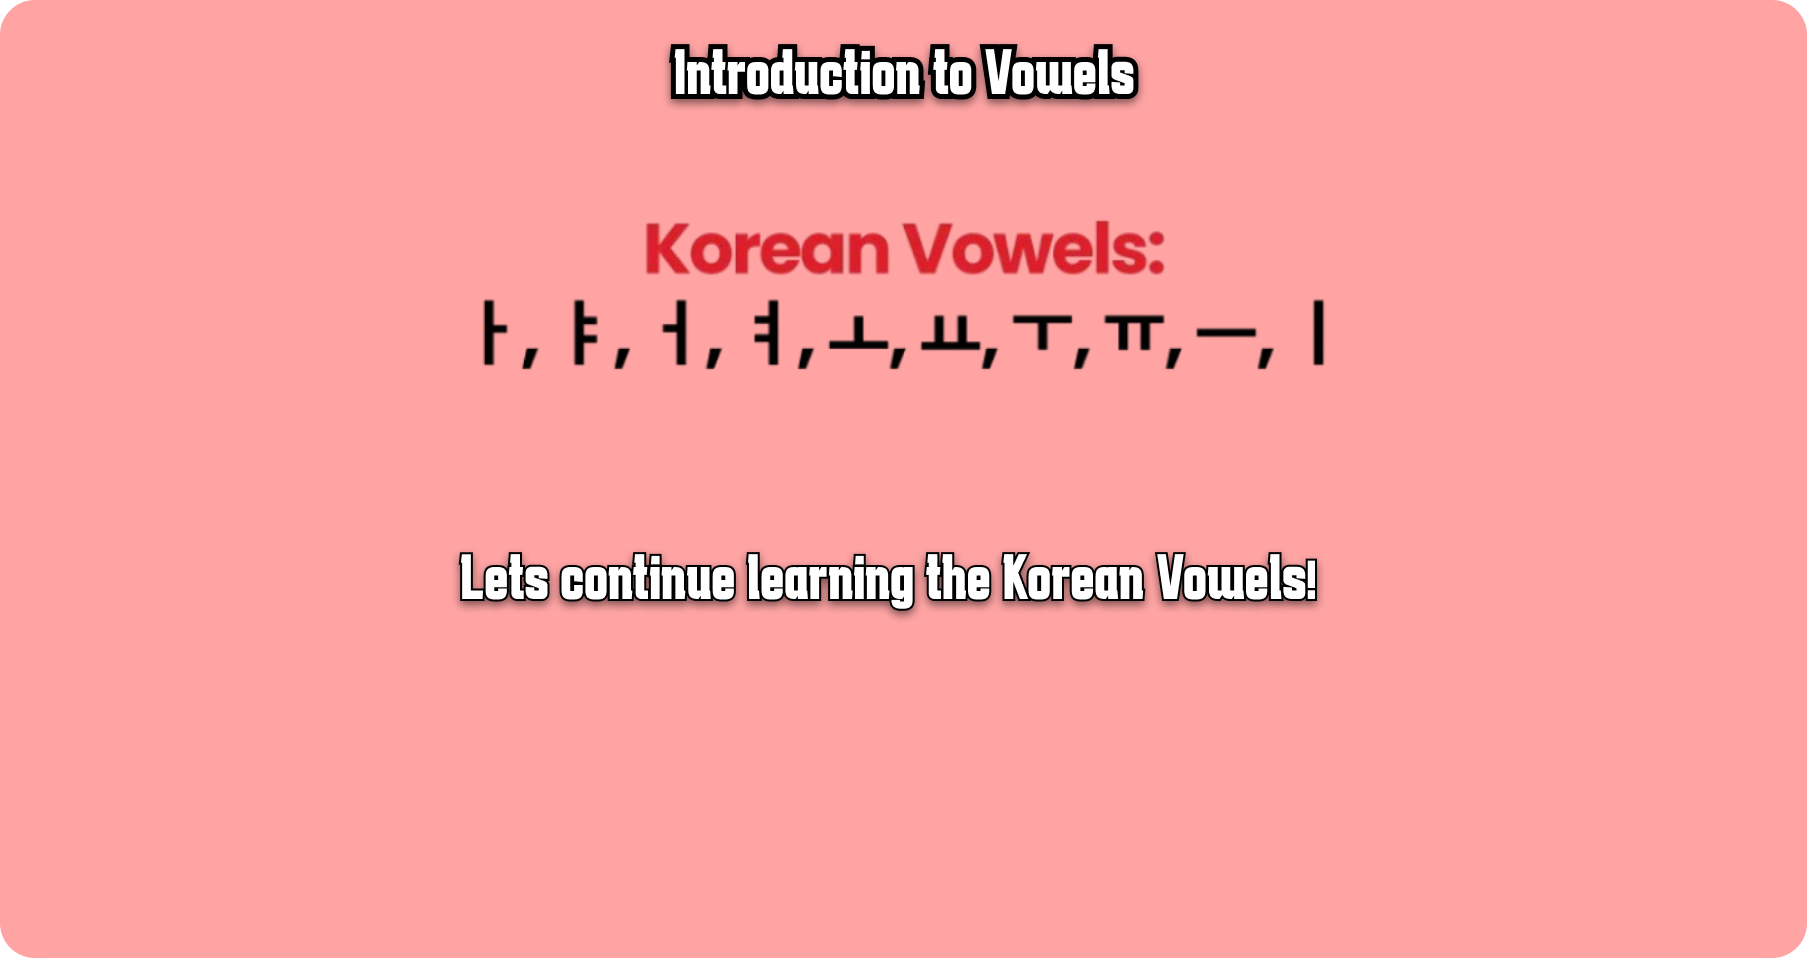 Introduction to Vowels
Korean Vowels:
ㅏ, ㅑ, ㅓ, ㅕ, ㅗ, ㅛ, ㅜ, ㅠ, ㅡ, ㅣ
Lets continue learning the Korean Vowels!